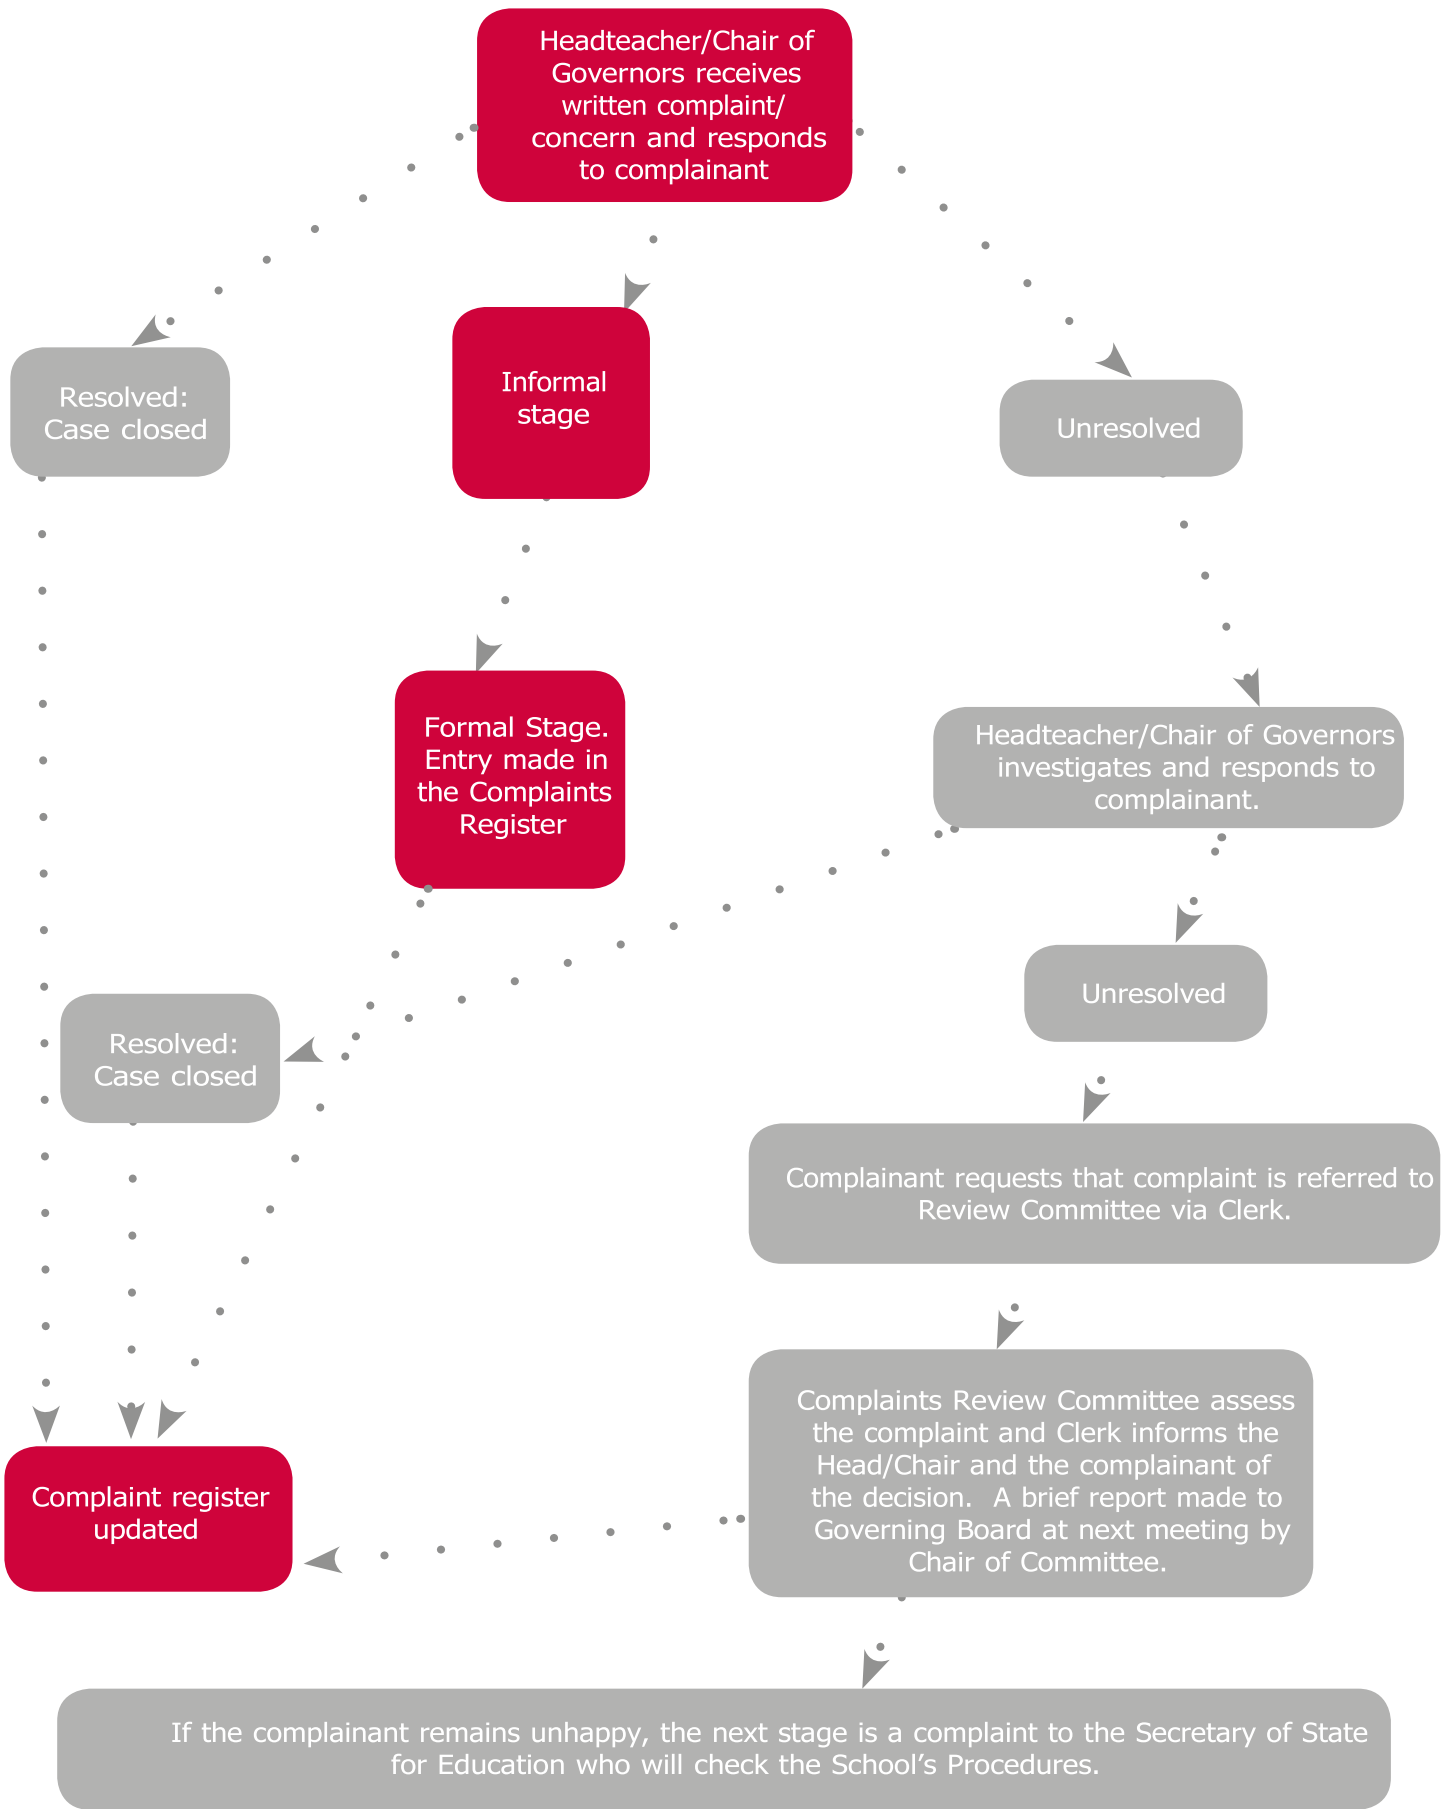 Headteacher/Chair of
Governors receives
written complaint/
concern and responds
to complainant
Resolved:
Case closed
Informal
stage
Unresolved
Formal Stage.
Entry made in
the Complaints
Register
Headteacher/Chair of Governors
investigates and responds to
complainant.
Resolved:
Case closed
Unresolved
Complainant requests that complaint is referred to
Review Committee via Clerk.
Complaints Review Committee assess
the complaint and Clerk informs the
Head/Chair and the complainant of
the decision.  A brief report made to
Governing Board at next meeting by
Chair of Committee.
Complaint register
updated
If the complainant remains unhappy, the next stage is a complaint to the Secretary of State
for Education who will check the School’s Procedures.